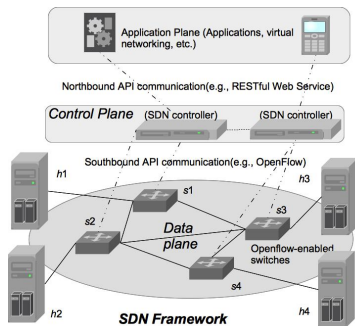 Application Plane (Applications, virtual
networking, etc.)
Northbound API communication(e.g., RESTful Web Service)
Control Plane
(SDN controller)
(SDN controller)
Southbound API communication(e.g., OpenFlow)
h1
h3
s1
s2
s3
Data
plane
Openflow-enabled
switches
s4
h2
h4
SDN Framework